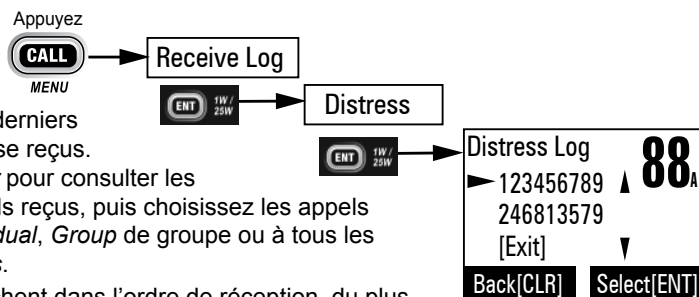 Appuyez
CALL
MENU
Receive Log
ENT 1W / 25W
Distress
derniers
se reçus.
ENT 1W / 25W
pour consulter les
ls reçus, puis choisissez les appels
dual, Group de groupe ou à tous les
Distress Log
88A
123456789
246813579
[Exit]
Back[CLR] Select[ENT]
hent dans l'ordre de réception, du plus